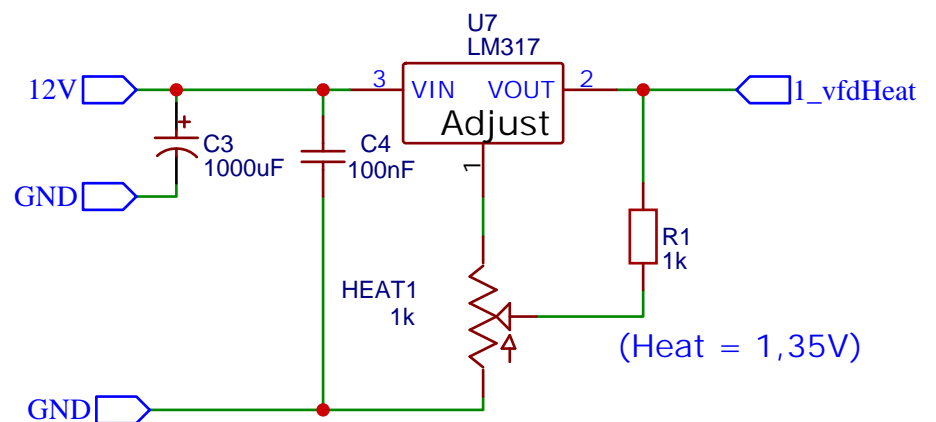 U7
LM317
12V
3
VIN
VOUT
2
1_vfdHeat
Adjust
+
C3
1000uF
C4
100nF
1
GND
R1
1k
HEAT1
1k
(Heat = 1,35V)
GND